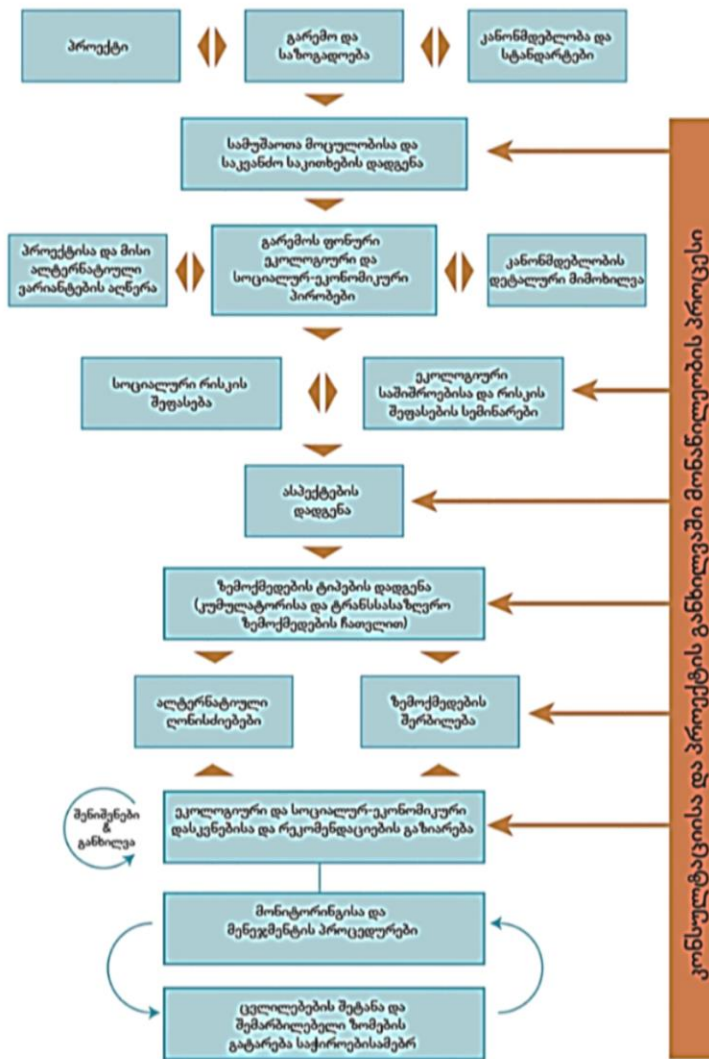 პროექტი
გარემო და
საზოგადოება
კანონმდებლობა და
სტანდარტები
სამუშაოთა მოცულობისა და
საკვანძო საკითხების დადგენა
პროექტისა და მისი
ალტერნატიული
ვარიანტების აღწერა
გარემოს ფონური
ეკოლოგიური და
სოციალურ-ეკონომიკური
პირობები
კანონმდებლობის
დეტალური მიმოხილვა
სოციალური რისკის
შეფასება
ეკოლოგიური
საშიშროებისა და რისკის
შეფასების სემინარები
ასპექტების
დადგენა
ზემოქმედების ტიპების დადგენა
(კუმულატორისა და ტრანსსასაზღვრო
ზემოქმედების ჩათვლით)
ალტერნატიული
ღონისძიებები
ზემოქმედების
შერბილება
შენიშვნები
&
განხილვა
ეკოლოგიური და სოციალურ-ეკონომიკური
დასკვნებისა და რეკომენდაციების გაზიარება
მონიტორინგისა და
მენეჯმენტის პროცედურები
ცვლილებების შეტანა და
შემარბილებელი ზომების
გატარება საჭიროებისამებრ
კონსულტაციისა და პროექტის განხილვაში მონაწილეობის პროცესი